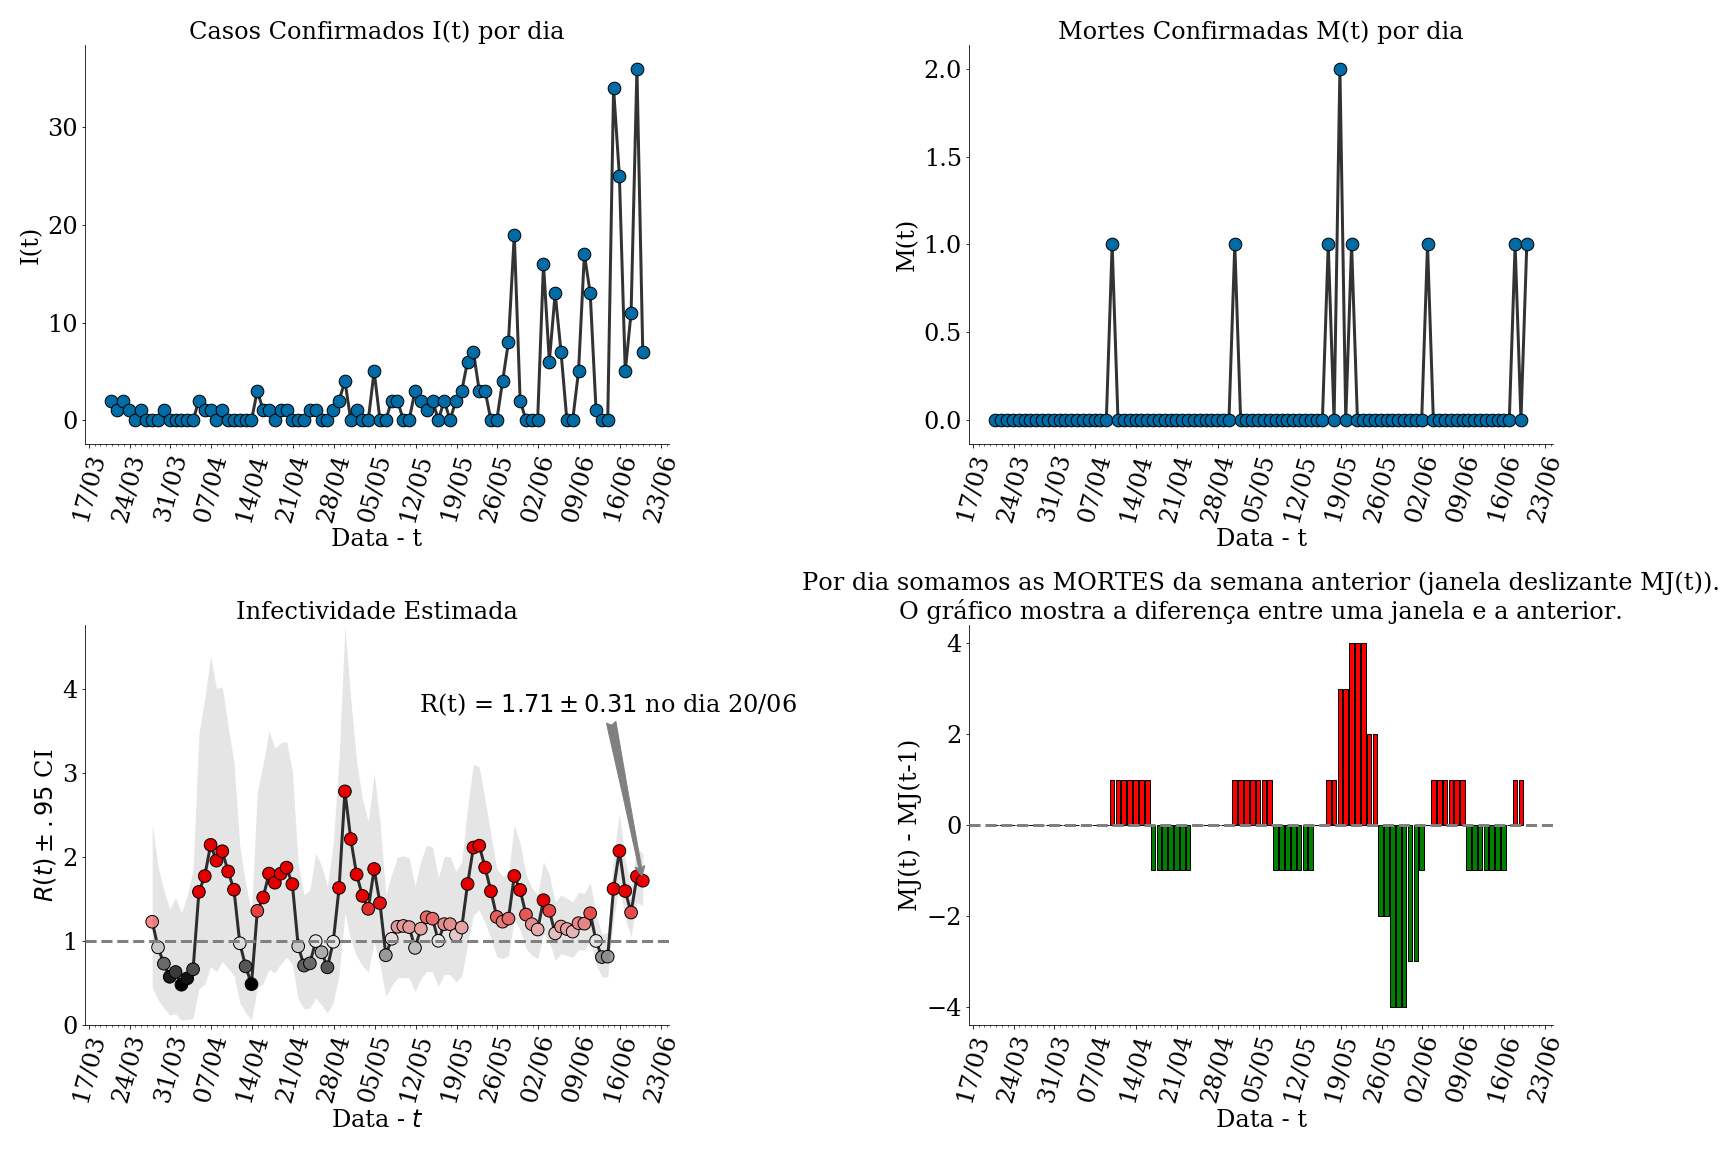 Casos Confirmados I(t) por dia
30
20
10
0
I(t)
17/03 24/03 31/03 07/04 14/04 21/04 28/04 05/05 12/05 19/05 26/05 02/06 09/06 16/06 23/06
Data - t
Mortes Confirmadas M(t) por dia
2.0
1.5
1.0
0.5
0.0
M(t)
17/03 24/03 31/03 07/04 14/04 21/04 28/04 05/05 12/05 19/05 26/05 02/06 09/06 16/06 23/06
Data - t
Infectividade Estimada
4
3
2
1
0
R(t) ± .95 CI
R(t) = 1.71 ± 0.31 no dia 20/06
17/03 24/03 31/03 07/04 14/04 21/04 28/04 05/05 12/05 19/05 26/05 02/06 09/06 16/06 23/06
Data - t
Por dia somamos as MORTES da semana anterior (janela deslizante MJ(t)).
O gráfico mostra a diferença entre uma janela e a anterior.
4
2
0
−2
−4
MJ(t) - MJ(t-1)
17/03 24/03 31/03 07/04 14/04 21/04 28/04 05/05 12/05 19/05 26/05 02/06 09/06 16/06 23/06
Data - t